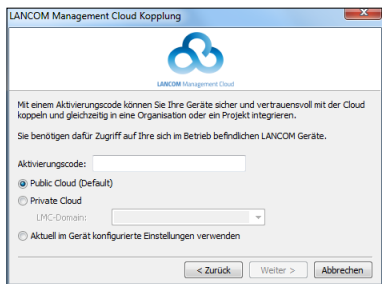 LANCOM Management Cloud Kopplung
LANCOM Management Cloud
Mit einem Aktivierungscode können Sie Ihre Geräte sicher und vertrauensvoll mit der Cloud
koppeln und gleichzeitig in eine Organisation oder ein Projekt integrieren.
Sie benötigen dafür Zugriff auf Ihre sich im Betrieb befindlichen LANCOM Geräte.
Aktivierungscode:
Public Cloud (Default)
Private Cloud
LMC-Domain:
Aktuell im Gerät konfigurierte Einstellungen verwenden
< Zurück Weiter > Abbrechen